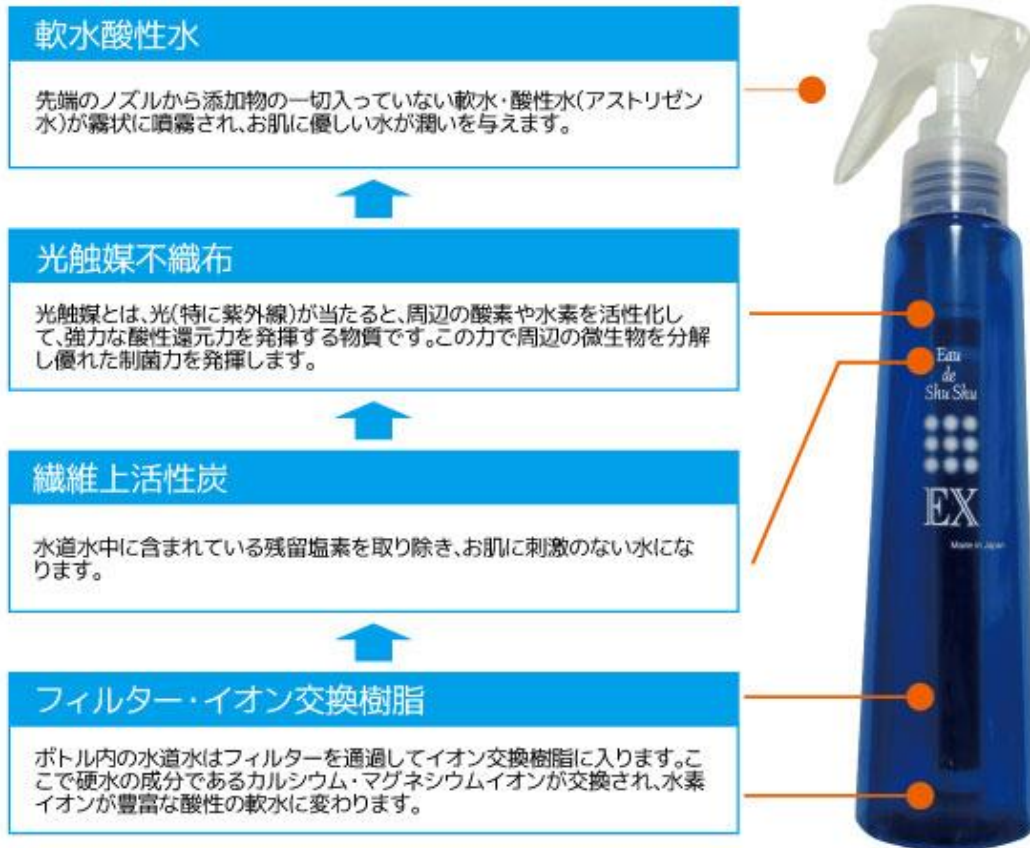 軟水酸性水
先端のノズルから添加物の一切入っていない軟水・酸性水(アストリゼン
水)が霧状に噴霧され、お肌に優しい水が潤いを与えます。
光触媒不織布
光触媒とは、光(特に紫外線)が当たると、周辺の酸素や水素を活性化し
て、強力な酸性還元力を発揮する物質です。この力で周辺の微生物を分解
し優れた制菌力を発揮します。
繊維上活性炭
水道水中に含まれている残留塩素を取り除き、お肌に刺激のない水にな
ります。
フィルター・イオン交換樹脂
ボトル内の水道水はフィルターを通過してイオン交換樹脂に入ります。こ
こで硬水の成分であるカルシウム・マグネシウムイオンが交換され、水素
イオンが豊富な酸性の軟水に変わります。
Eau
de
Shu Shu
EX
Made in Japan